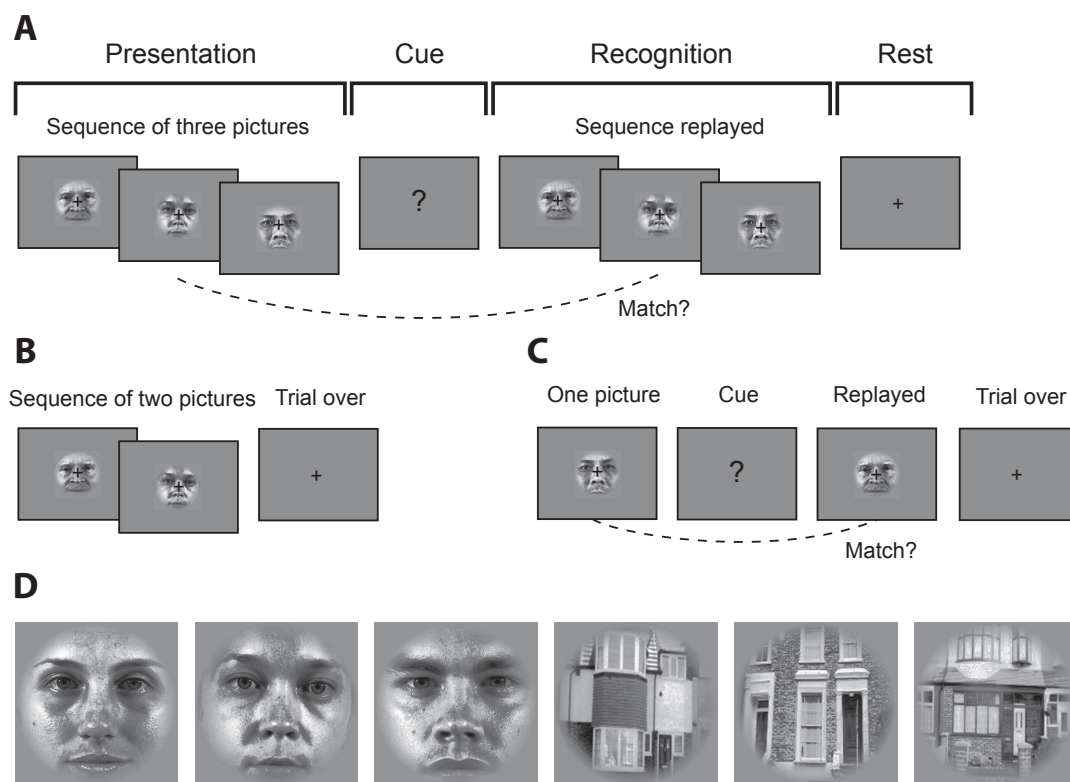 A
Presentation Cue Recognition Rest
Sequence of three pictures Sequence replayed
?
+
Match?
B
Sequence of two pictures Trial over
+
C
One picture Cue Replayed Trial over
?
+
Match?
D